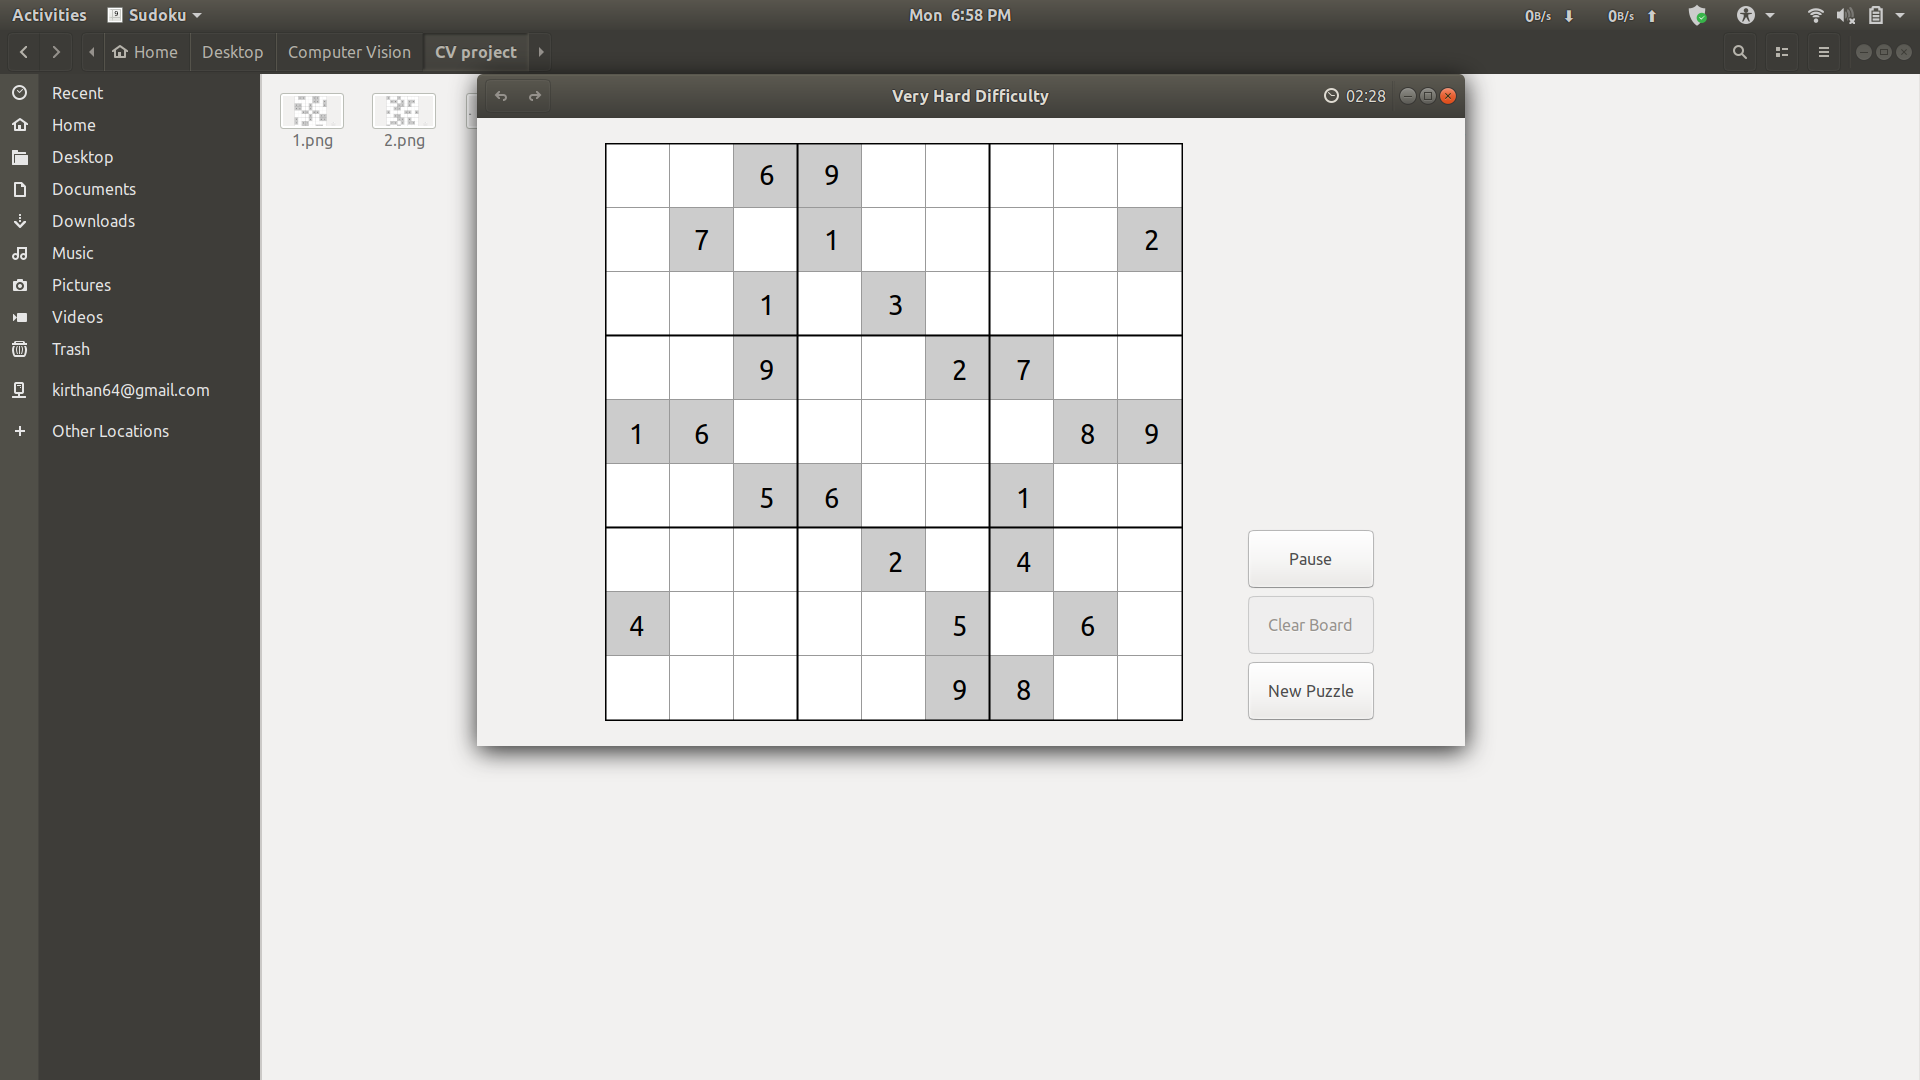 Activities Sudoku Mon 6:58 PM 0B/s 0B/s
Home Desktop Computer Vision CV project
Recent
Home
Desktop
Documents
Downloads
Music
Pictures
Videos
Trash
kirthan64@gmail.com
Other Locations
1.png 2.png
Very Hard Difficulty 02:28
6 9
7 1 2
1 3
9 2 7
1 6 8 9
5 6 1
2 4
4 5 6
9 8
Pause
Clear Board
New Puzzle